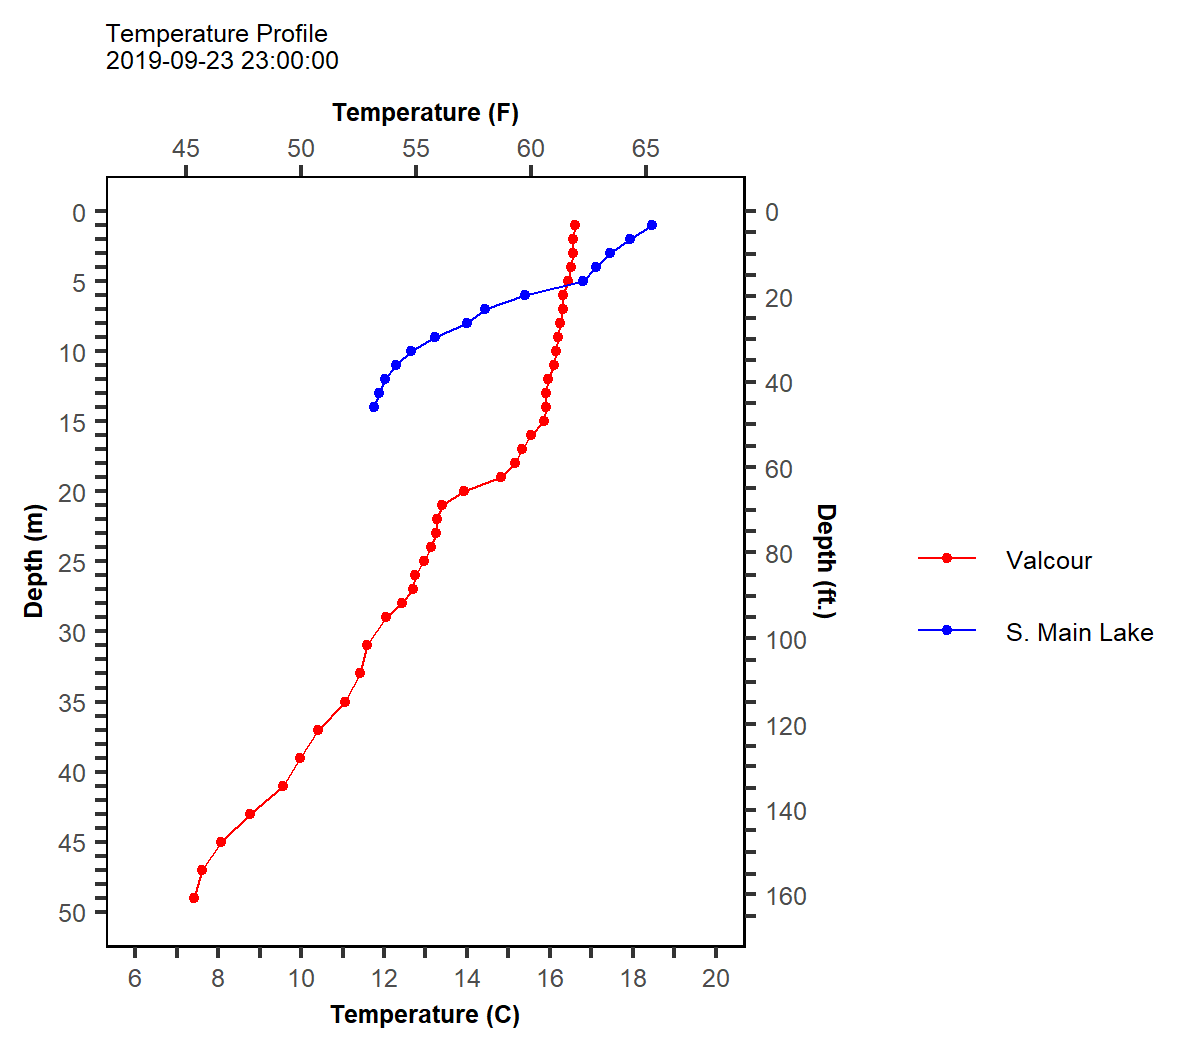 Temperature Profile
2019-09-23 23:00:00
Temperature (F)
45 50 55 60 65
0
5
10
15
20
25
30
35
40
45
50
Depth (m)
0
20
40
60
80
100
120
140
160
Depth (ft.)
Valcour
S. Main Lake
6 8 10 12 14 16 18 20
Temperature (C)